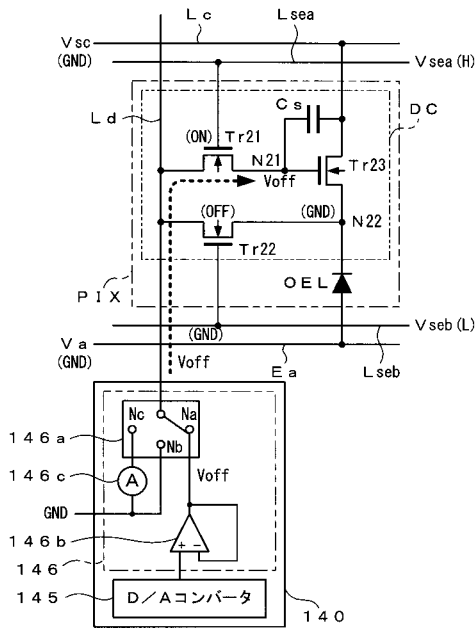 Lc
Lsea
Vsc
(GND)
Vsea(H)
Ld
Cs
DC
(ON)
Tr21
N21
Voff
Tr23
(OFF)
(GND)
N22
Tr22
OEL
PIX
(GND)
Vseb(L)
Va
(GND)
Voff
Ea
Lseb
146a
Nc
Na
Nb
146c
A
Voff
GND
146b
+ -
146
145
D/Aコンバータ
140